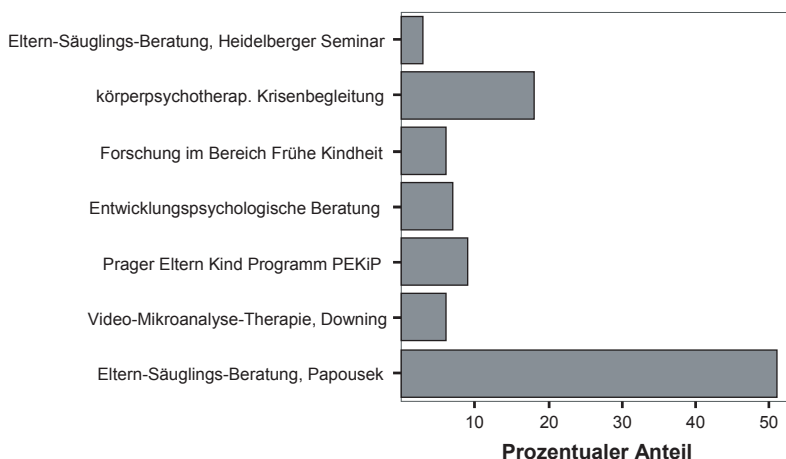 Eltern-Säuglings-Beratung, Heidelberger Seminar
körperpsychotherap. Krisenbegleitung
Forschung im Bereich Frühe Kindheit
Entwicklungspsychologische Beratung
Prager Eltern Kind Programm PEKiP
Video-Mikroanalyse-Therapie, Downing
Eltern-Säuglings-Beratung, Papousek
10 20 30 40 50
Prozentualer Anteil